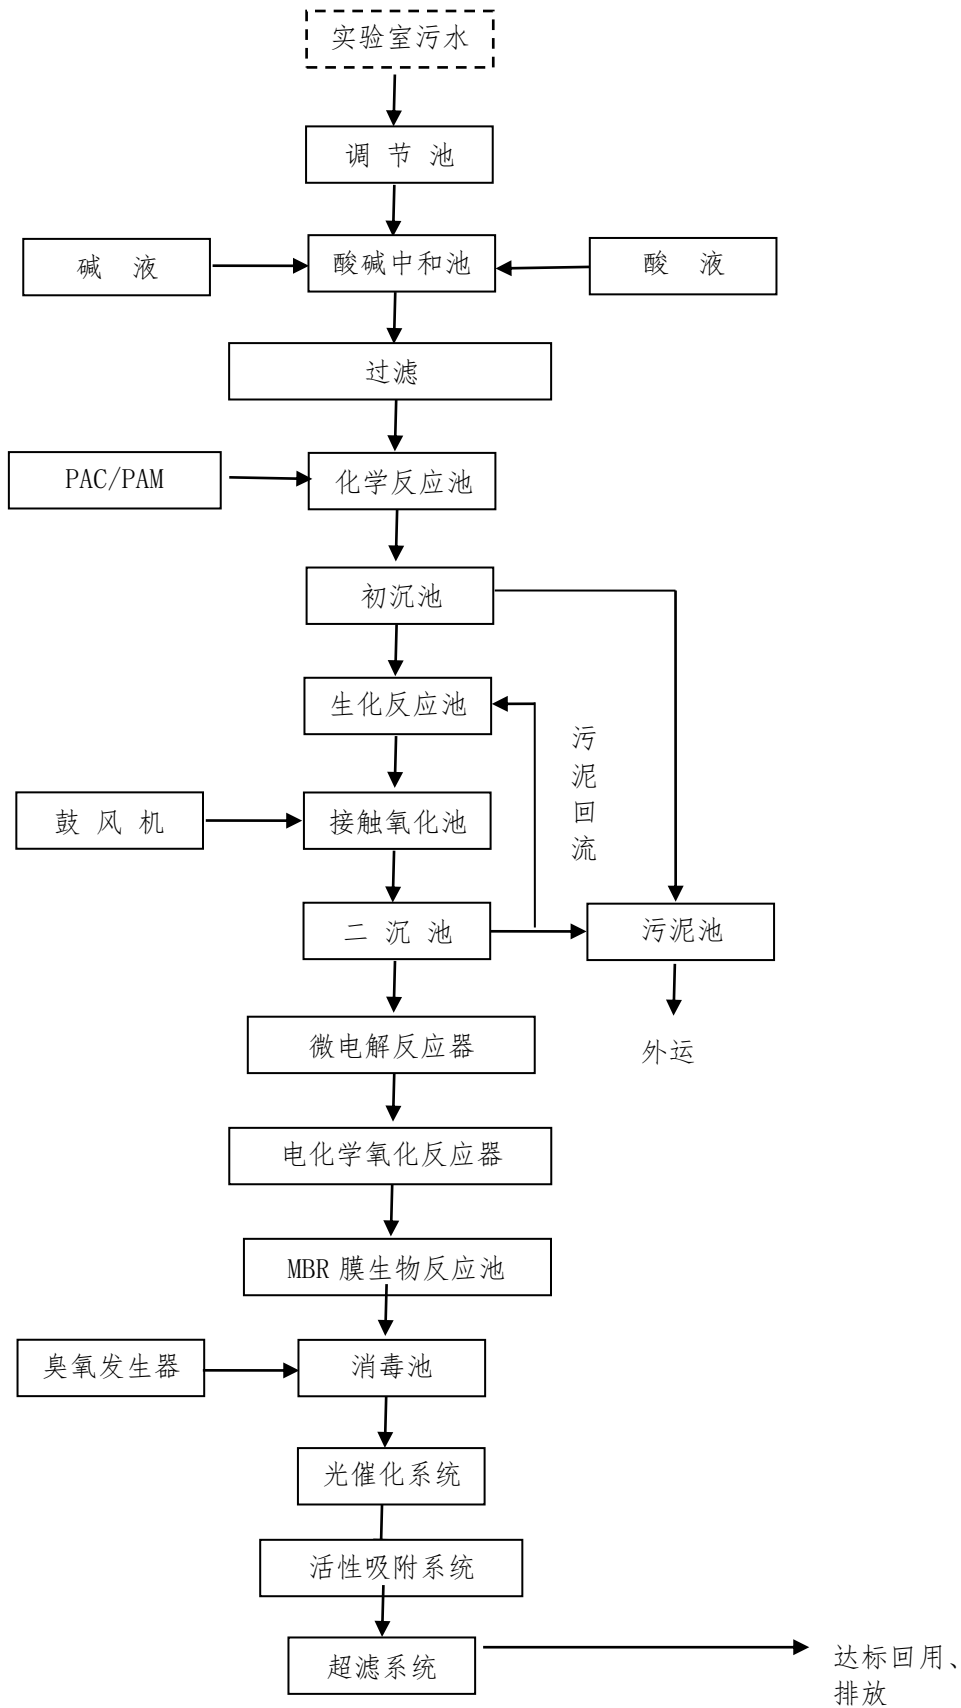 实验室污水
调 节 池
碱 液
酸碱中和池
酸 液
过滤
PAC/PAM
化学反应池
初沉池
生化反应池
污
泥
回
流
鼓 风 机
接触氧化池
二 沉 池
污泥池
微电解反应器
外运
电化学氧化反应器
MBR 膜生物反应池
臭氧发生器
消毒池
光催化系统
活性吸附系统
超滤系统
达标回用、
排放